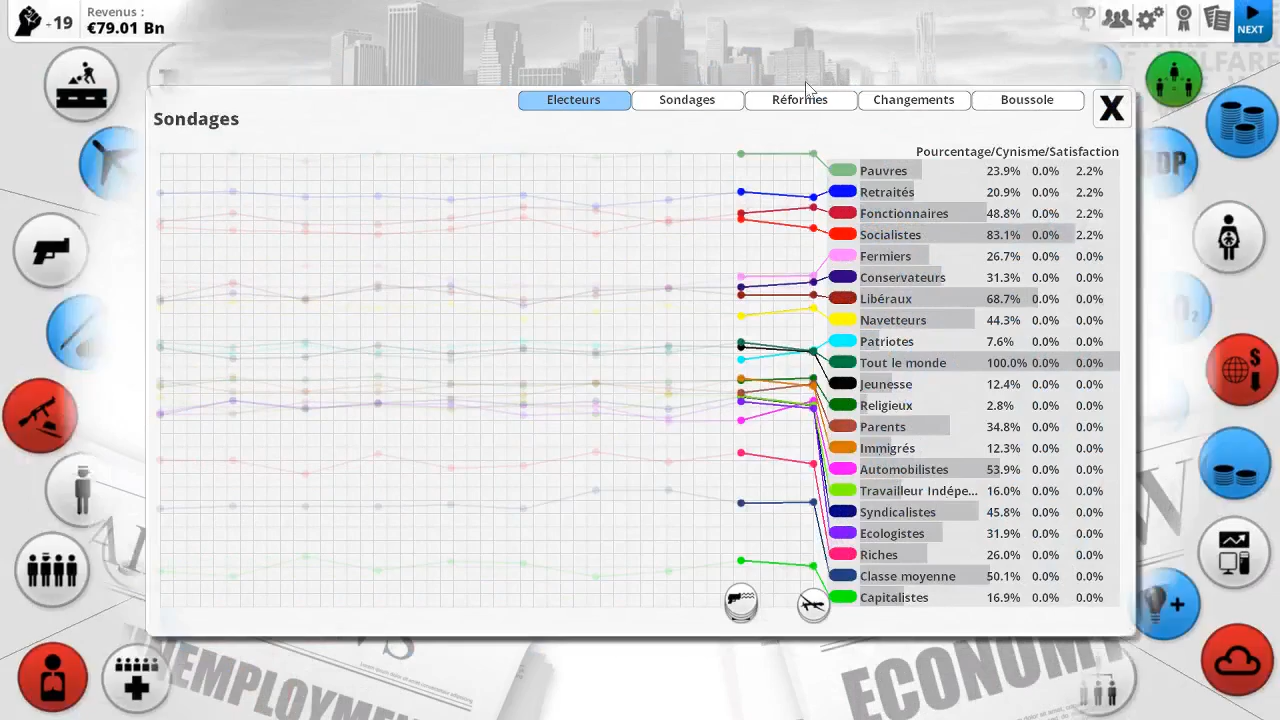 -19
Revenus :
€79.01 Bn
NEXT
WELFARE
Electeurs
Sondages
Réformes
Changements
Boussole
X
Sondages
Pourcentage/Cynisme/Satisfaction
Pauvres 23.9% 0.0% 2.2%
Retraités 20.9% 0.0% 2.2%
Fonctionnaires 48.8% 0.0% 2.2%
Socialistes 83.1% 0.0% 2.2%
Fermiers 26.7% 0.0% 0.0%
Conservateurs 31.3% 0.0% 0.0%
Libéraux 68.7% 0.0% 0.0%
Navetteurs 44.3% 0.0% 0.0%
Patriotes 7.6% 0.0% 0.0%
Tout le monde 100.0% 0.0% 0.0%
Jeunesse 12.4% 0.0% 0.0%
Religieux 2.8% 0.0% 0.0%
Parents 34.8% 0.0% 0.0%
Immigrés 12.3% 0.0% 0.0%
Automobilistes 53.9% 0.0% 0.0%
Travailleur Indépe... 16.0% 0.0% 0.0%
Syndicalistes 45.8% 0.0% 0.0%
Ecologistes 31.9% 0.0% 0.0%
Riches 26.0% 0.0% 0.0%
Classe moyenne 50.1% 0.0% 0.0%
Capitalistes 16.9% 0.0% 0.0%
UNEMPLOYME
ECONOMY